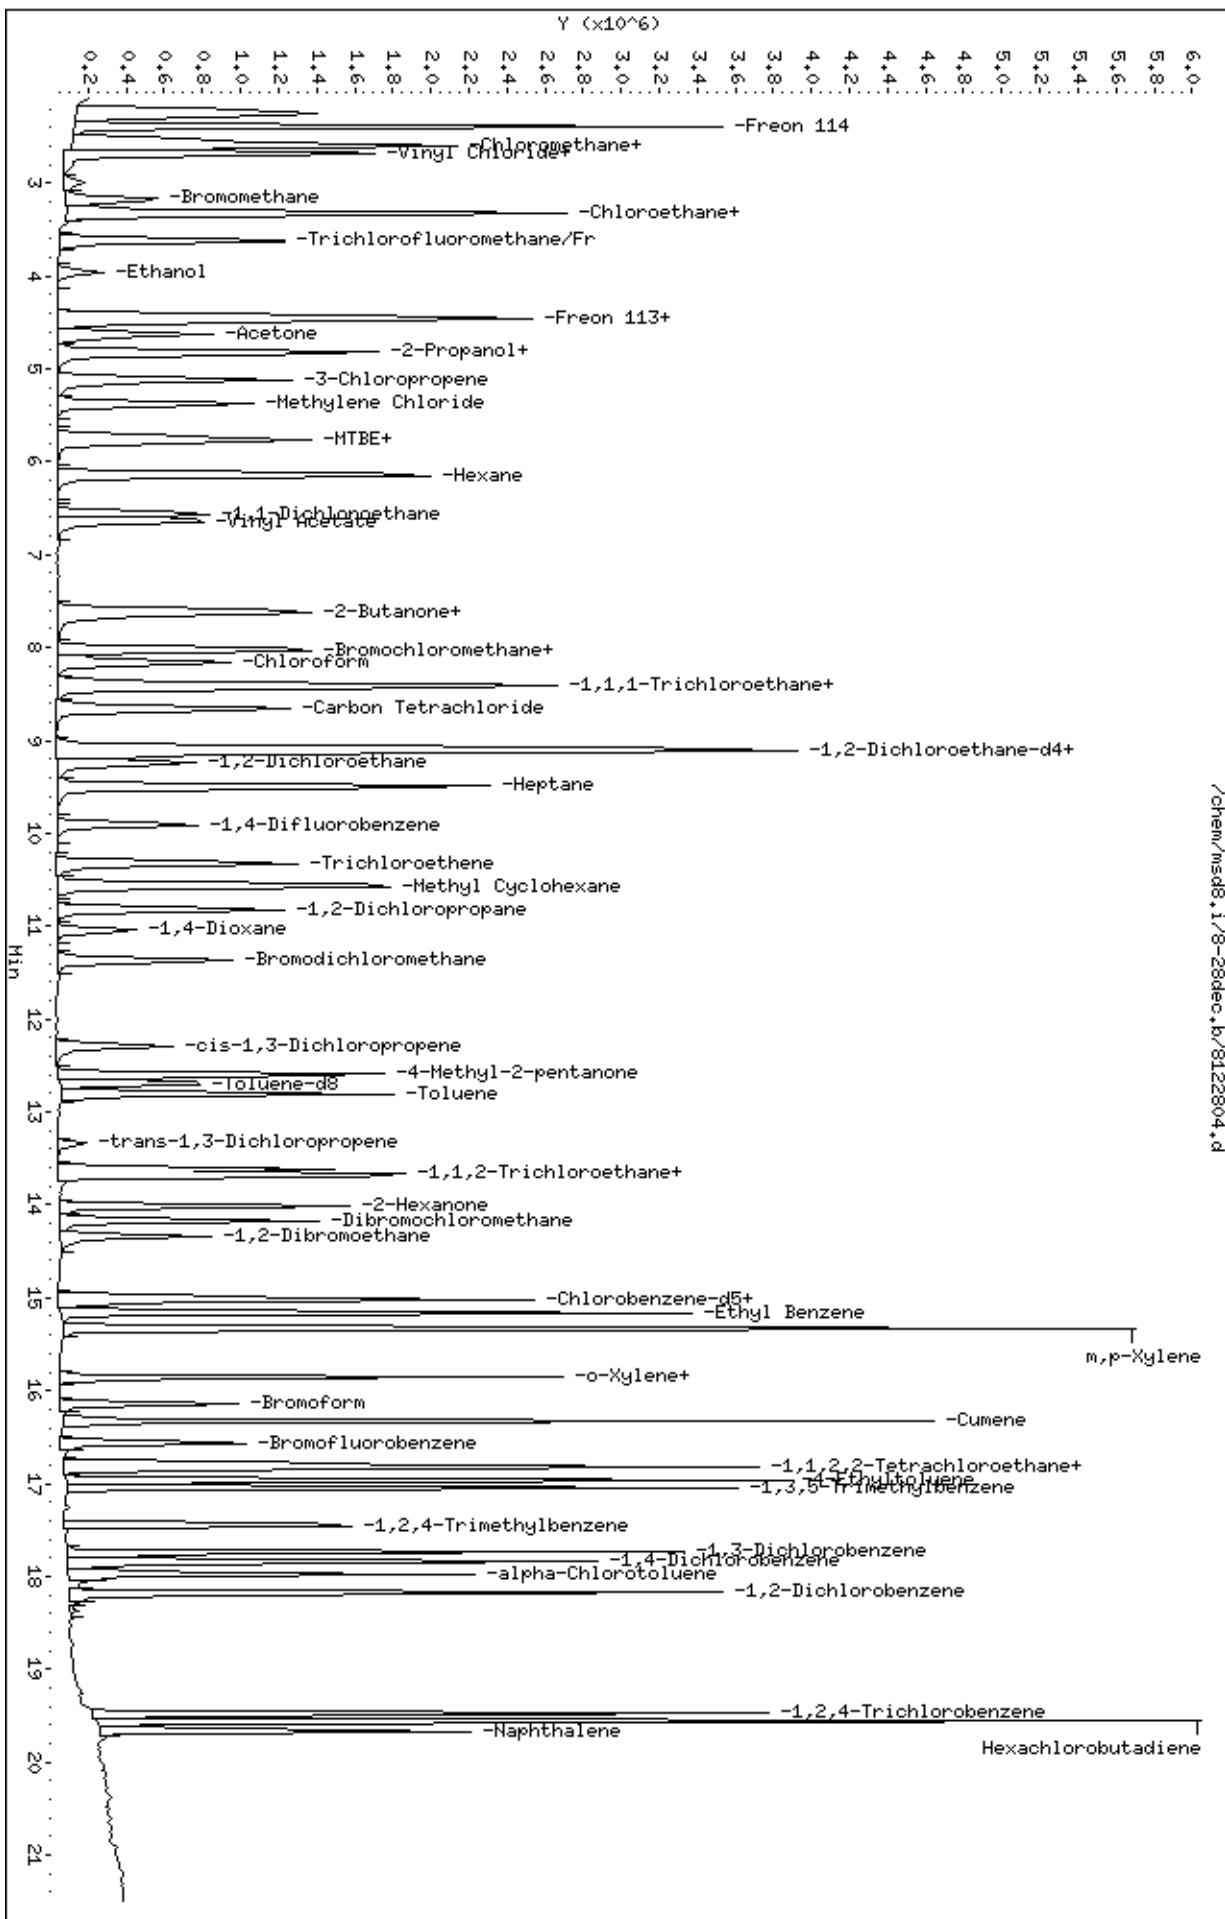 Y (x10^6)
0.2
0.4
0.6
0.8
1.0
1.2
1.4
1.6
1.8
2.0
2.2
2.4
2.6
2.8
3.0
3.2
3.4
3.6
3.8
4.0
4.2
4.4
4.6
4.8
5.0
5.2
5.4
5.6
5.8
6.0
-Freon 114
-Chloromethane+
-Vinyl Chloride+
3
-Bromomethane
-Chloroethane+
-Trichlorofluoromethane/Fr
4
-Ethanol
-Freon 113+
-Acetone
-2-Propanol+
5
-3-Chloropropene
-Methylene Chloride
-MTBE+
6
-Hexane
-1,1-Dichloroethane
-Vinyl Acetate
7
-2-Butanone+
8
-Bromochloromethane+
-Chloroform
-1,1,1-Trichloroethane+
-Carbon Tetrachloride
9
-1,2-Dichloroethane-d4+
-1,2-Dichloroethane
-Heptane
-1,4-Difluorobenzene
10
-Trichloroethene
-Methyl Cyclohexane
-1,2-Dichloropropane
11
-1,4-Dioxane
Min
-Bromodichloromethane
12
-cis-1,3-Dichloropropene
-4-Methyl-2-pentanone
-Toluene-d8
-Toluene
13
-trans-1,3-Dichloropropene
-1,1,2-Trichloroethane+
14
-2-Hexanone
-Dibromochloromethane
-1,2-Dibromoethane
15
-Chlorobenzene-d5+
-Ethyl Benzene
m,p-Xylene
-o-Xylene+
16
-Bromoform
-Cumene
-Bromofluorobenzene
-1,1,2,2-Tetrachloroethane+
-4-Ethyltoluene
17
-1,3,5-Trimethylbenzene
-1,2,4-Trimethylbenzene
-1,3-Dichlorobenzene
-1,4-Dichlorobenzene
18
-alpha-Chlorotoluene
-1,2-Dichlorobenzene
19
-1,2,4-Trichlorobenzene
-Naphthalene
Hexachlorobutadiene
20
21
/chem/msd8.i/8-28dec.b/8122804.d